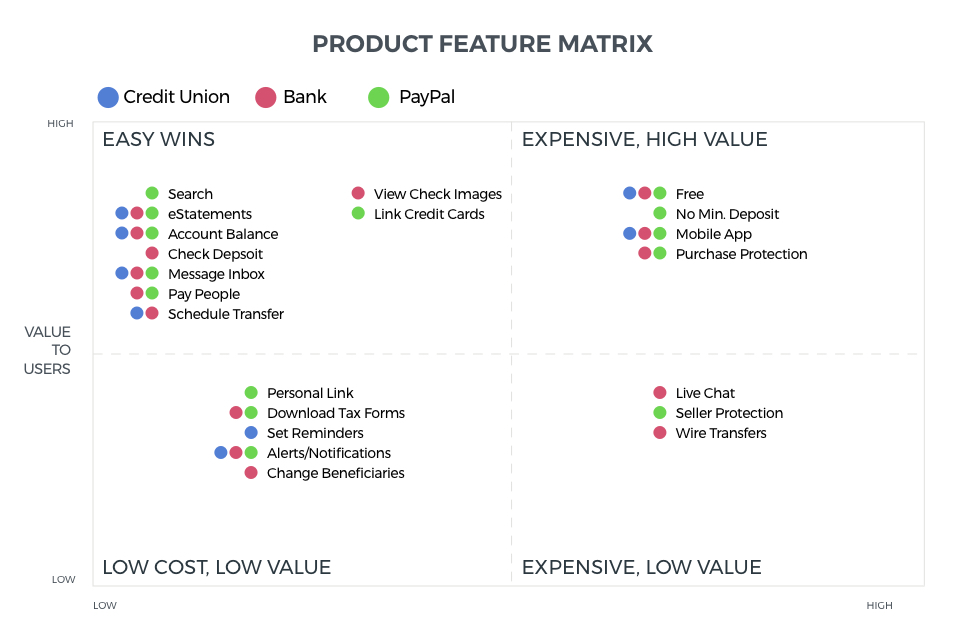 PRODUCT FEATURE MATRIX
Credit Union
Bank
PayPal
HIGH
EASY WINS
EXPENSIVE, HIGH VALUE
Search
eStatements
Account Balance
Check Depsoit
Message Inbox
Pay People
Schedule Transfer
View Check Images
Link Credit Cards
Free
No Min. Deposit
Mobile App
Purchase Protection
VALUE
TO
USERS
Personal Link
Download Tax Forms
Set Reminders
Alerts/Notifications
Change Beneficiaries
Live Chat
Seller Protection
Wire Transfers
LOW COST, LOW VALUE
EXPENSIVE, LOW VALUE
LOW
LOW
HIGH